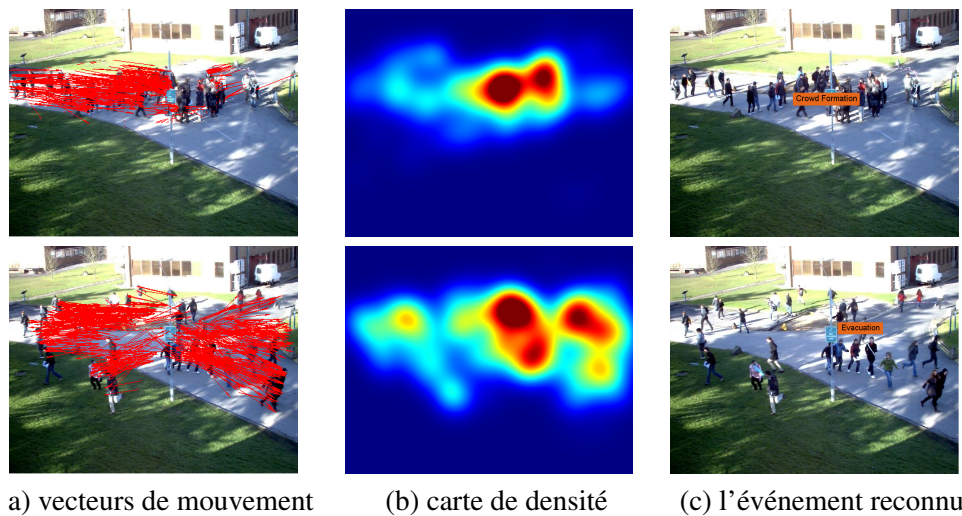 Crowd Formation
Evacuation
a) vecteurs de mouvement
(b) carte de densité
(c) l'événement reconnu